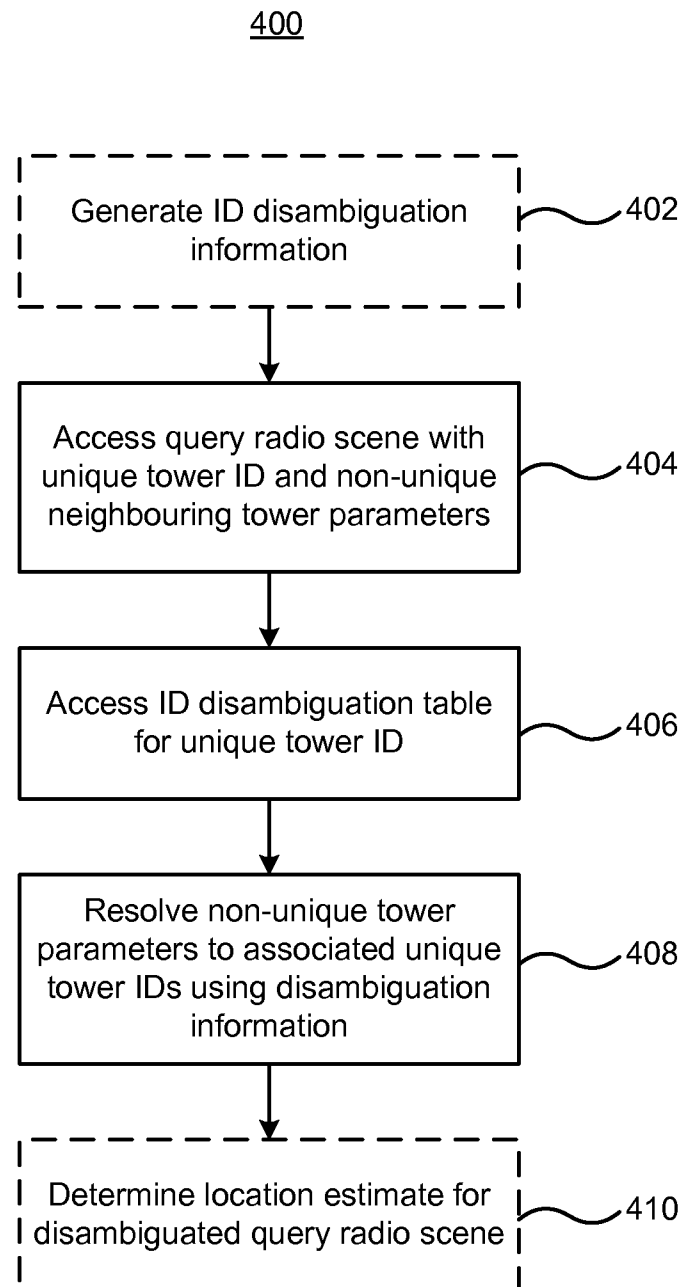 400
Generate ID disambiguation
information
402
Access query radio scene with
unique tower ID and non-unique
neighbouring tower parameters
404
Access ID disambiguation table
for unique tower ID
406
Resolve non-unique tower
parameters to associated unique
tower IDs using disambiguation
information
408
Determine location estimate for
disambiguated query radio scene
410